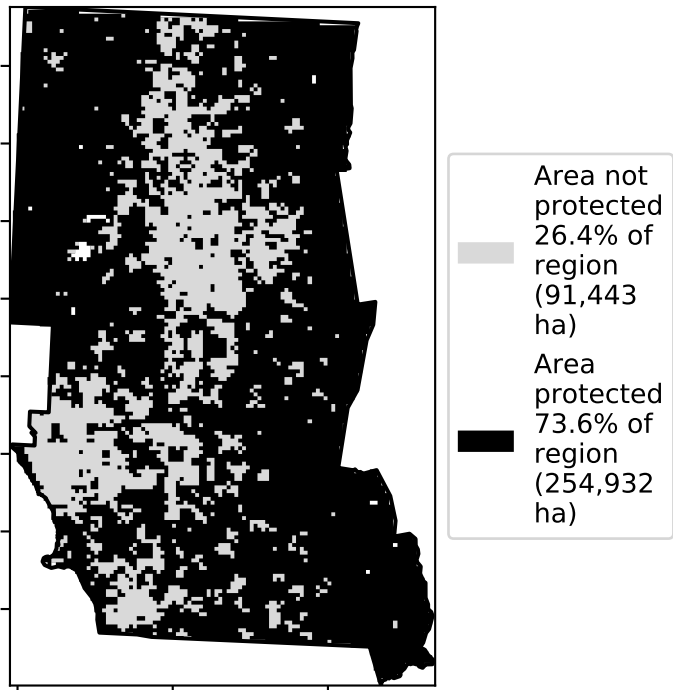 Area not
protected
26.4% of
region
(91,443
ha)
Area
protected
73.6% of
region
(254,932
ha)